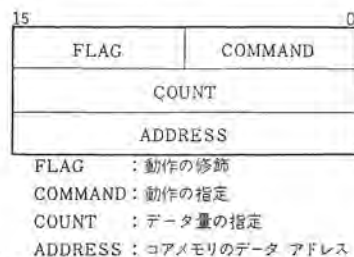 15 0
FLAG COMMAND
COUNT
ADDRESS
FLAG : 動作の修飾
COMMAND : 動作の指定
COUNT : データ量の指定
ADDRESS : コアメモリのデータ アドレス